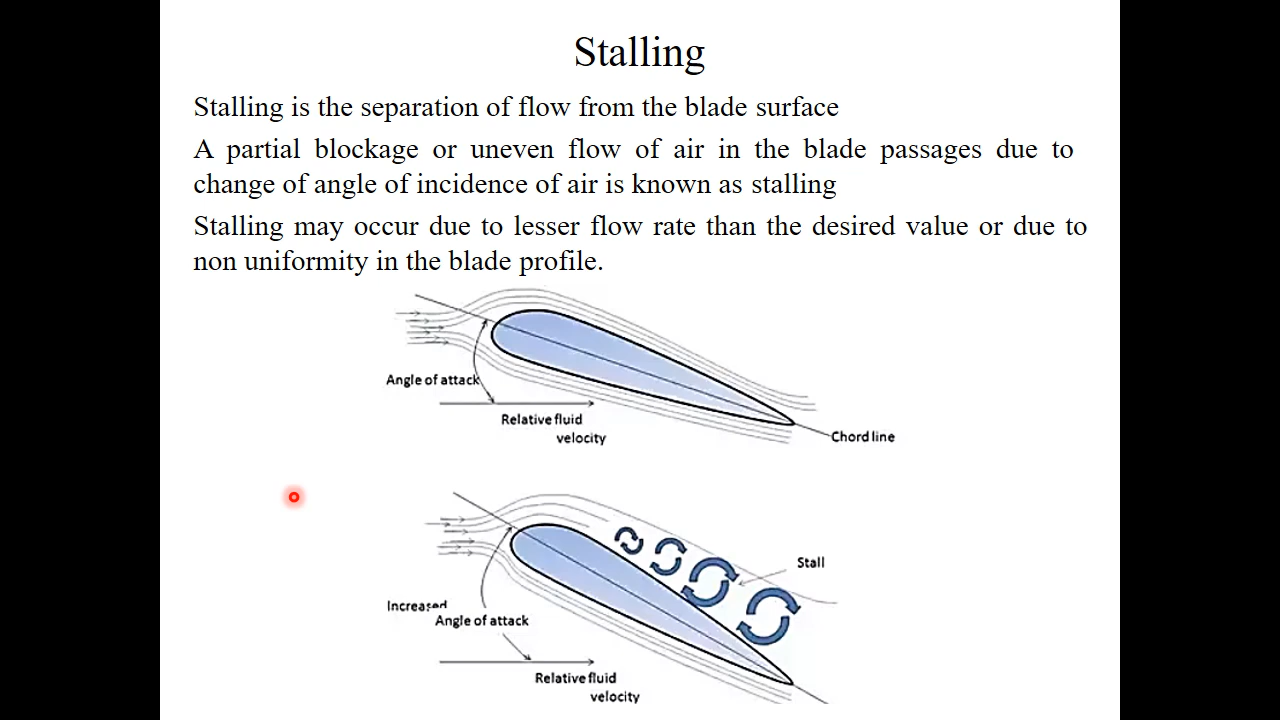 Stalling
Stalling is the separation of flow from the blade surface
A partial blockage or uneven flow of air in the blade passages due to
change of angle of incidence of air is known as stalling
Stalling may occur due to lesser flow rate than the desired value or due to
non uniformity in the blade profile.
Angle of attack
Relative fluid
velocity
Chord line
Stall
Increased
Angle of attack
Relative fluid
velocity